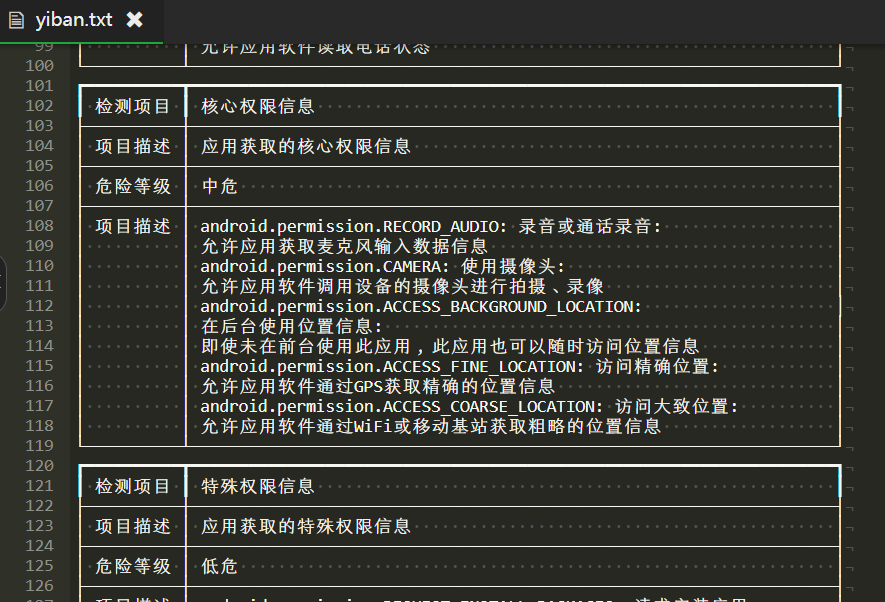 yiban.txt
99 允许应用软件读取电话状态
100
101
102 检测项目 核心权限信息
103
104 项目描述 应用获取的核心权限信息
105
106 危险等级 中危
107
108 项目描述 android.permission.RECORD_AUDIO: 录音或通话录音:
109 允许应用获取麦克风输入数据信息
110 android.permission.CAMERA: 使用摄像头:
111 允许应用软件调用设备的摄像头进行拍摄、录像
112 android.permission.ACCESS_BACKGROUND_LOCATION:
113 在后台使用位置信息:
114 即使未在前台使用此应用，此应用也可以随时访问位置信息
115 android.permission.ACCESS_FINE_LOCATION: 访问精确位置:
116 允许应用软件通过GPS获取精确的位置信息
117 android.permission.ACCESS_COARSE_LOCATION: 访问大致位置:
118 允许应用软件通过WiFi或移动基站获取粗略的位置信息
119
120
121 检测项目 特殊权限信息
122
123 项目描述 应用获取的特殊权限信息
124
125 危险等级 低危
126
127 项目描述 android.permission.REQUEST_INSTALL_PACKAGES: 请求安装应用